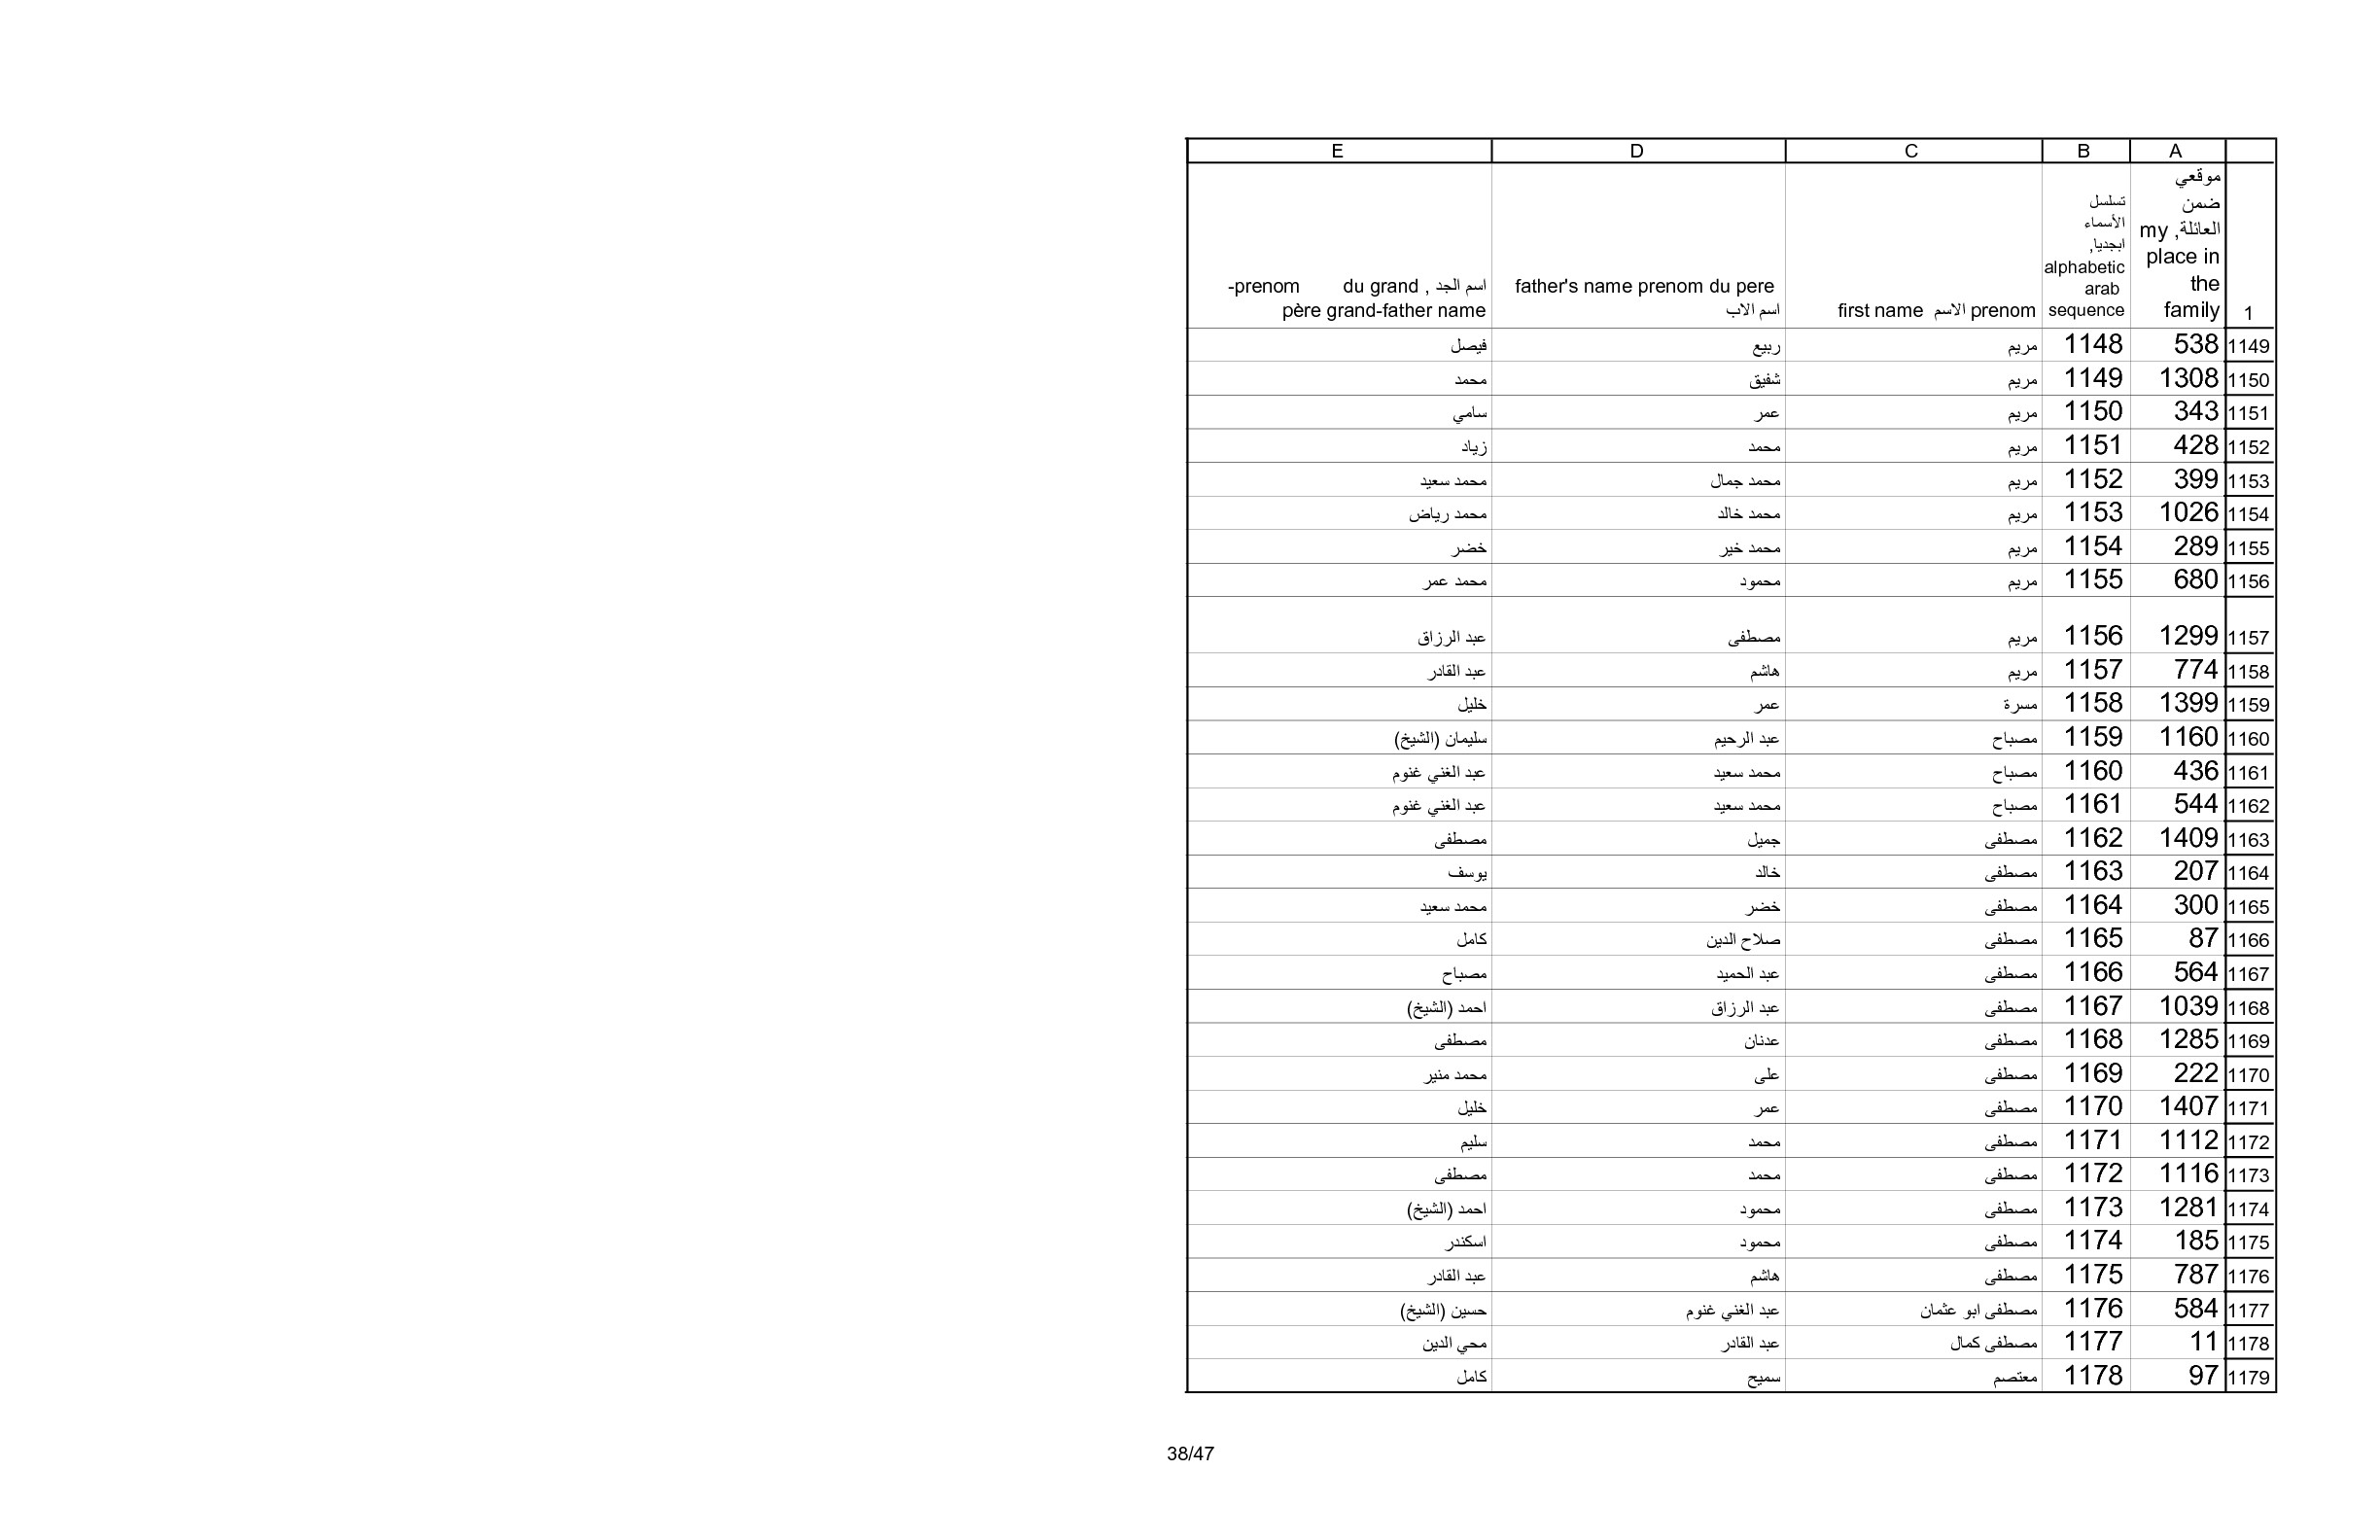 A B C D E
1 موقعي ضمن العائلة, my place in the family تسلسل الأسماء ابجديا, alphabetic arab sequence first name الاسم prenom father's name prenom du pere اسم الاب اسم الجد , du grand -prenom père grand-father name
1149 538 1148 مريم ربيع فيصل
1150 1308 1149 مريم شفيق محمد
1151 343 1150 مريم عمر سامي
1152 428 1151 مريم محمد زياد
1153 399 1152 مريم محمد جمال محمد سعيد
1154 1026 1153 مريم محمد خالد محمد رياض
1155 289 1154 مريم محمد خير خضر
1156 680 1155 مريم محمود محمد عمر
1157 1299 1156 مريم مصطفى عبد الرزاق
1158 774 1157 مريم هاشم عبد القادر
1159 1399 1158 مسرة عمر خليل
1160 1160 1159 مصباح عبد الرحيم سليمان (الشيخ)
1161 436 1160 مصباح محمد سعيد عبد الغني غنوم
1162 544 1161 مصباح محمد سعيد عبد الغني غنوم
1163 1409 1162 مصطفى جميل مصطفى
1164 207 1163 مصطفى خالد يوسف
1165 300 1164 مصطفى خضر محمد سعيد
1166 87 1165 مصطفى صلاح الدين كامل
1167 564 1166 مصطفى عبد الحميد مصباح
1168 1039 1167 مصطفى عبد الرزاق احمد (الشيخ)
1169 1285 1168 مصطفى عدنان مصطفى
1170 222 1169 مصطفى على محمد منير
1171 1407 1170 مصطفى عمر خليل
1172 1112 1171 مصطفى محمد سليم
1173 1116 1172 مصطفى محمد مصطفى
1174 1281 1173 مصطفى محمود احمد (الشيخ)
1175 185 1174 مصطفى محمود اسكندر
1176 787 1175 مصطفى هاشم عبد القادر
1177 584 1176 مصطفى ابو عثمان عبد الغني غنوم حسين (الشيخ)
1178 11 1177 مصطفى كمال عبد القادر محي الدين
1179 97 1178 معتصم سميح كامل
38/47